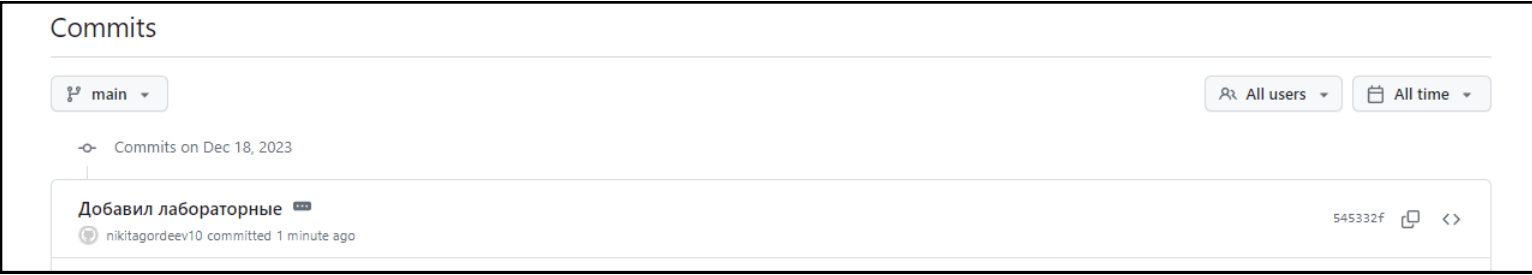 Commits
main
All users
All time
Commits on Dec 18, 2023
Добавил лабораторные
545332f
nikitagordeev10 committed 1 minute ago